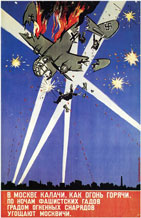 В МОСКВЕ КАЛАЧИ, КАК ОГОНЬ ГОРЯЧИ.
ПО НОЧАМ ФАШИСТСКИХ ГАДОВ
ГРАДОМ ОГНЕННЫХ СНАРЯДОВ
УГОЩАЮТ МОСКВИЧИ.